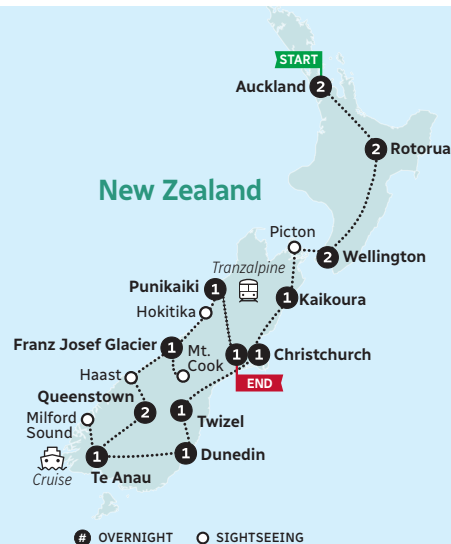 START
Auckland 2
2 Rotorua
New Zealand
Picton
2 Wellington
Tranzalpine
Punikaiki 1
1 Kaikoura
Hokitika
Franz Josef Glacier 1
Mt.
Cook
1 1 Christchurch
END
Haast
Queenstown
2
1
Twizel
Milford
Sound
1 Dunedin
1
Te Anau
Cruise
# OVERNIGHT SIGHTSEEING